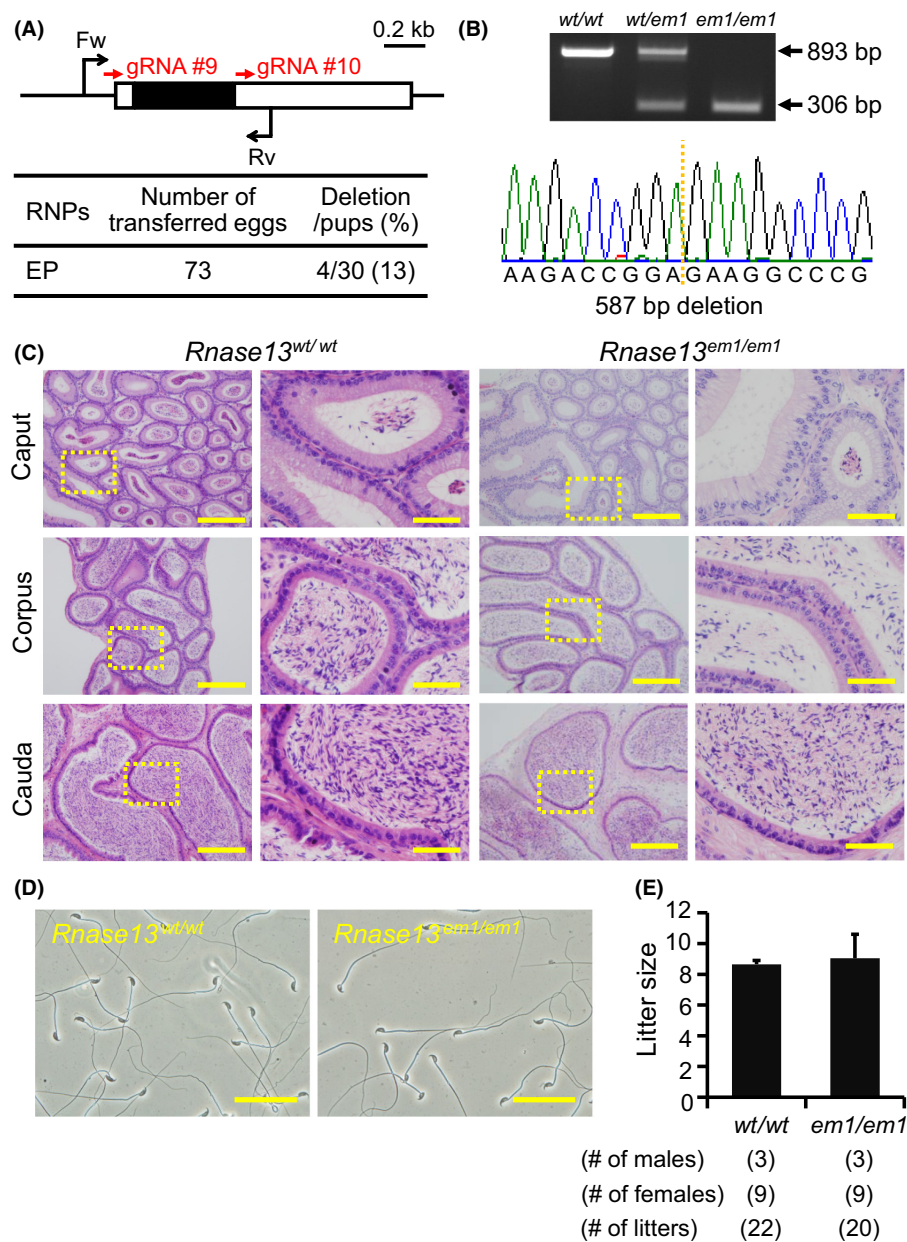 (A)
0.2 kb
Fw
gRNA #9
gRNA #10
Rv
RNPs
Number of transferred eggs
Deletion /pups (%)
EP
73
4/30 (13)
(B)
wt/wt
wt/em1
em1/em1
893 bp
306 bp
A A G A C C G G A G A A G G C C C G
587 bp deletion
(C)
Rnase13wt/wt
Rnase13em1/em1
Caput
Corpus
Cauda
(D)
Rnase13wt/wt
Rnase13em1/em1
(E)
Litter size
12
10
8
6
4
2
0
wt/wt
em1/em1
(# of males) (3) (3)
(# of females) (9) (9)
(# of litters) (22) (20)